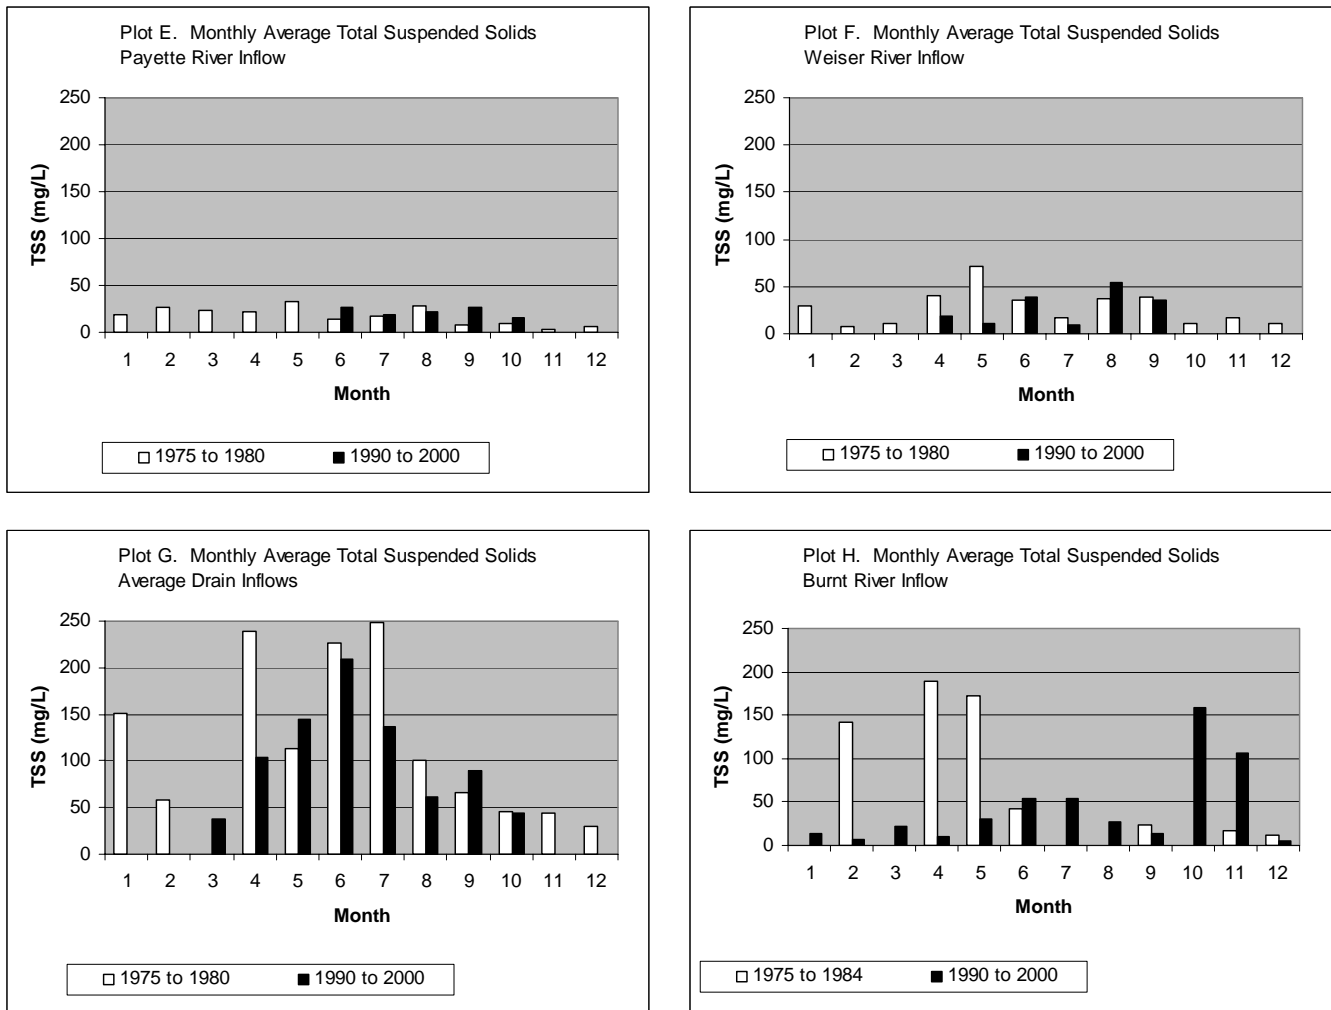 Plot E. Monthly Average Total Suspended Solids
Payette River Inflow
250
200
150
100
50
0
TSS (mg/L)
1 2 3 4 5 6 7 8 9 10 11 12
Month
1975 to 1980 1990 to 2000
Plot F. Monthly Average Total Suspended Solids
Weiser River Inflow
250
200
150
100
50
0
TSS (mg/L)
1 2 3 4 5 6 7 8 9 10 11 12
Month
1975 to 1980 1990 to 2000
Plot G. Monthly Average Total Suspended Solids
Average Drain Inflows
250
200
150
100
50
0
TSS (mg/L)
1 2 3 4 5 6 7 8 9 10 11 12
Month
1975 to 1980 1990 to 2000
Plot H. Monthly Average Total Suspended Solids
Burnt River Inflow
250
200
150
100
50
0
TSS (mg/L)
1 2 3 4 5 6 7 8 9 10 11 12
Month
1975 to 1984 1990 to 2000